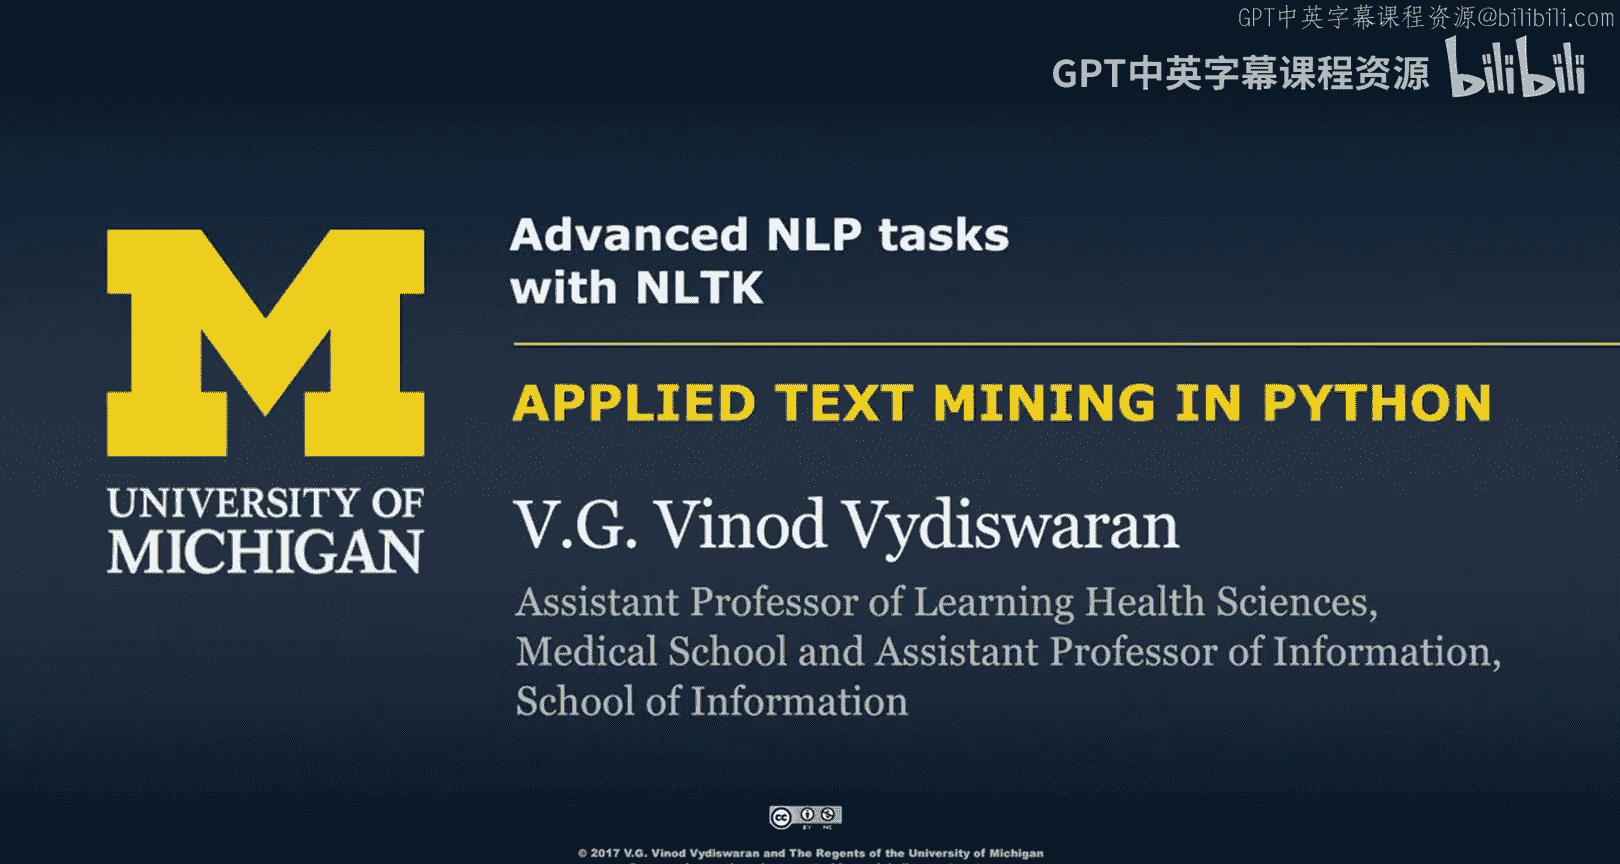 GPT中英字幕课程资源@bilibili.com
GPT中英字幕课程资源 bilibili
Advanced NLP tasks
with NLTK
APPLIED TEXT MINING IN PYTHON
UNIVERSITY OF
MICHIGAN
V.G. Vinod Vydiswaran
Assistant Professor of Learning Health Sciences,
Medical School and Assistant Professor of Information,
School of Information
cc
BY NC
© 2017 V.G. Vinod Vydiswaran and The Regents of the University of Michigan